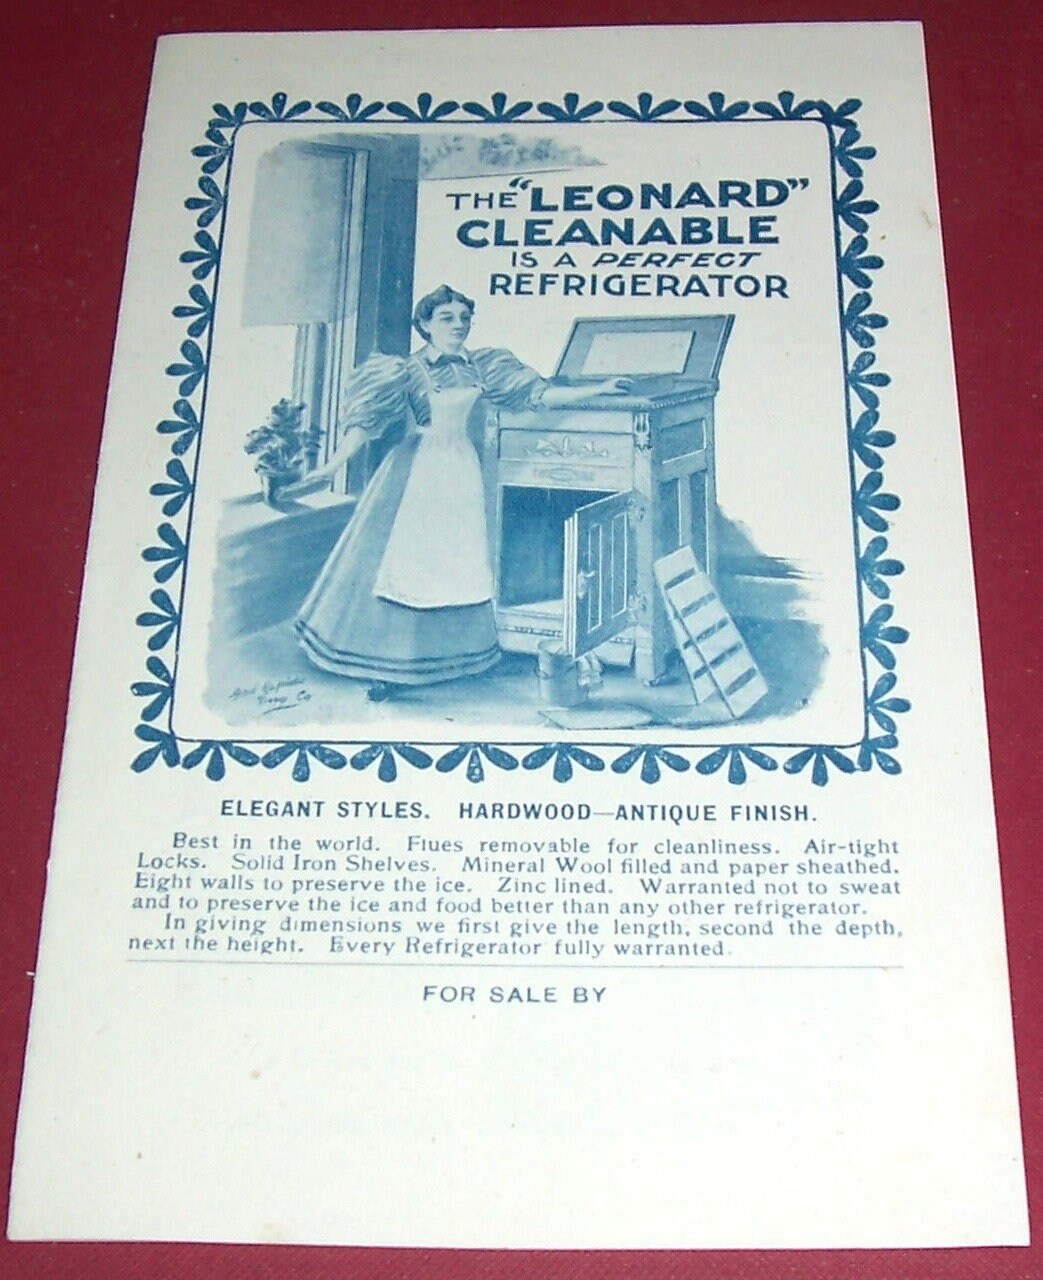 THE "LEONARD"
CLEANABLE
IS A PERFECT
REFRIGERATOR
ELEGANT STYLES. HARDWOOD—ANTIQUE FINISH.
Best in the world. Flues removable for cleanliness. Air-tight
Locks. Solid Iron Shelves. Mineral Wool filled and paper sheathed.
Eight walls to preserve the ice. Zinc lined. Warranted not to sweat
and to preserve the ice and food better than any other refrigerator.
In giving dimensions we first give the length, second the depth,
next the height. Every Refrigerator fully warranted.
FOR SALE BY